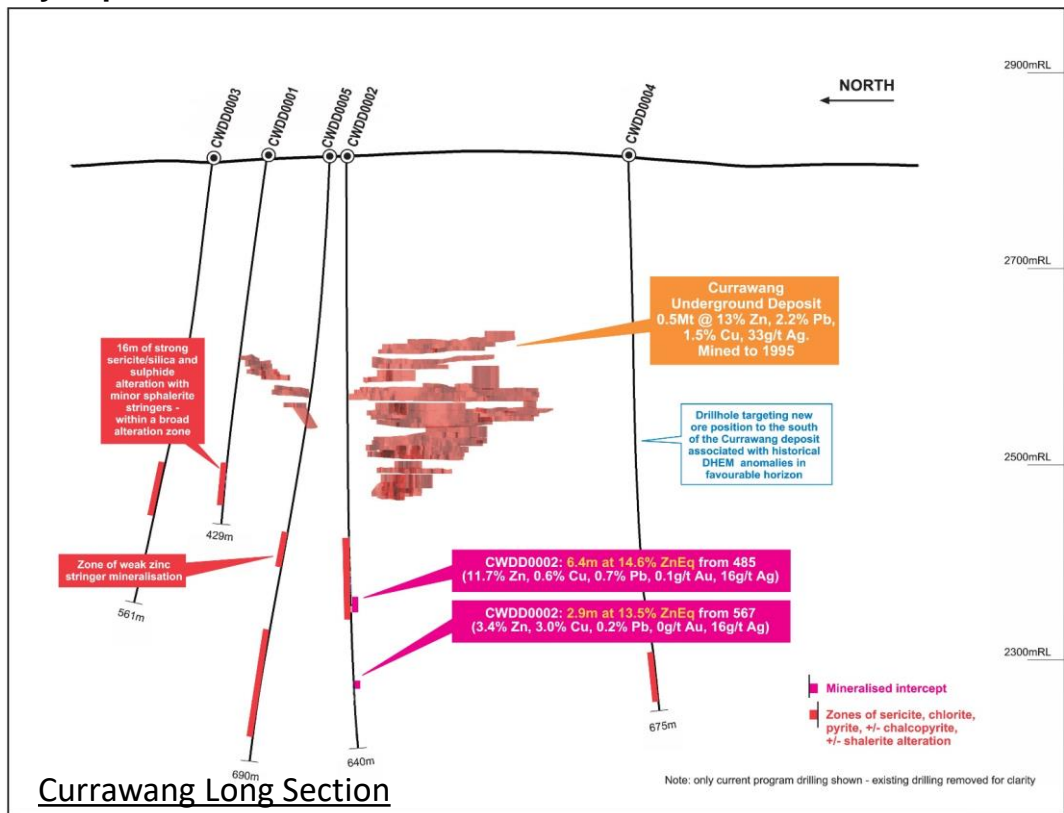 2900mRL
NORTH
CWDD0003
CWDD0001
CWDD0005
CWDD0002
CWDD0004
2700mRL
Currawang
Underground Deposit
0.5Mt @ 13% Zn, 2.2% Pb,
1.5% Cu, 33g/t Ag.
Mined to 1995
16m of strong
sericite/silica and
sulphide
alteration with
minor sphalerite
stringers -
within a broad
alteration zone
Drillhole targeting new
ore position to the south
of the Currawang deposit
associated with historical
DHEM anomalies in
favourable horizon
2500mRL
429m
Zone of weak zinc
stringer mineralisation
CWDD0002: 6.4m at 14.6% ZnEq from 485
(11.7% Zn, 0.6% Cu, 0.7% Pb, 0.1g/t Au, 16g/t Ag)
561m
CWDD0002: 2.9m at 13.5% ZnEq from 567
(3.4% Zn, 3.0% Cu, 0.2% Pb, 0g/t Au, 16g/t Ag)
2300mRL
Mineralised intercept
Zones of sericite, chlorite,
pyrite, +/- chalcopyrite,
+/- shalerite alteration
675m
640m
690m
Currawang Long Section
Note: only current program drilling shown - existing drilling removed for clarity